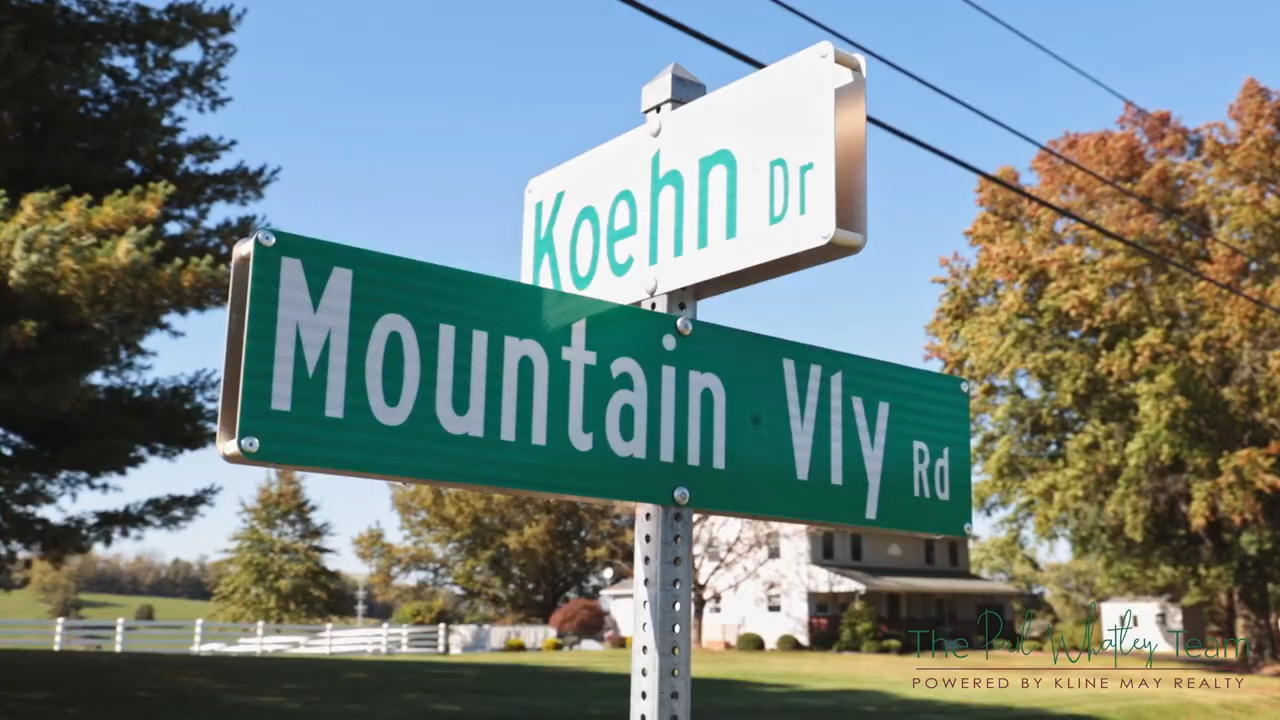 Koehn Dr
Mountain Vly Rd
The Paul Whatley Team
POWERED BY KLINE MAY REALTY